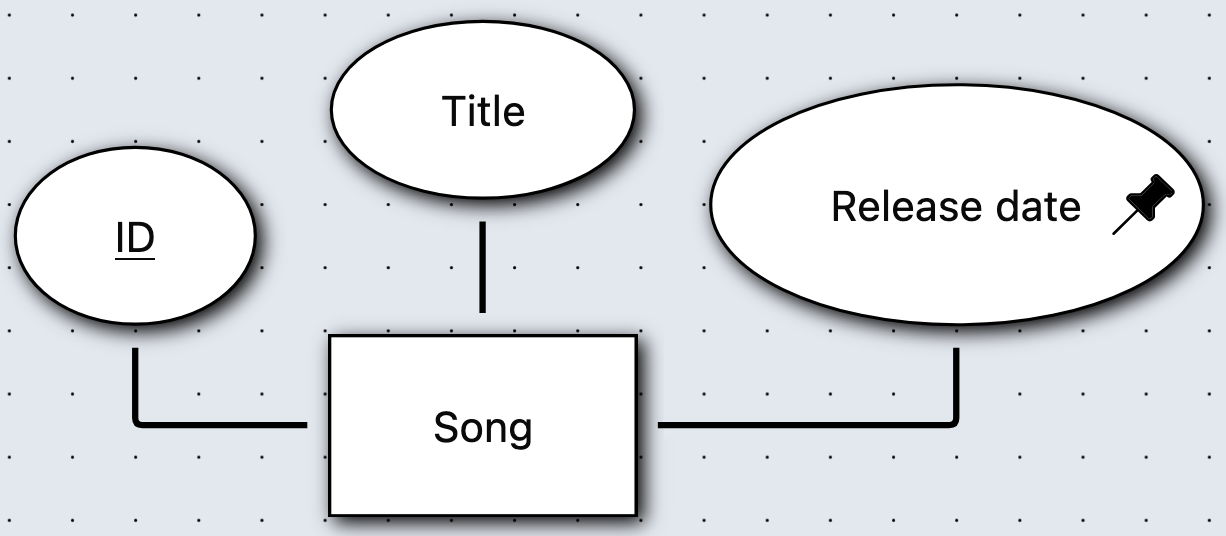 Title
Release date
ID
Song